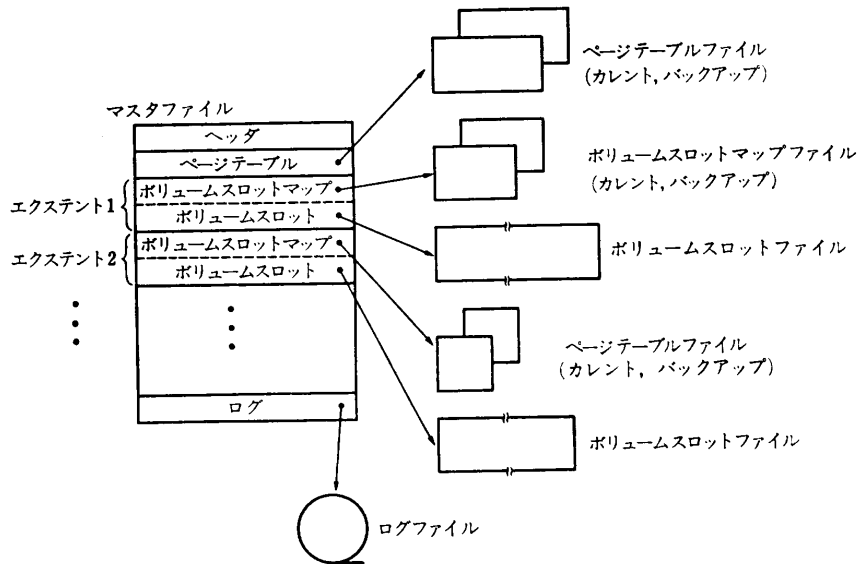 ページテーブルファイル
(カレント,バックアップ)
マスタファイル
ヘッダ
ページテーブル
ボリュームスロットマップファイル
(カレント,バックアップ)
エクステント1
ボリュームスロットマップ
ボリュームスロット
ボリュームスロットファイル
エクステント2
ボリュームスロットマップ
ボリュームスロット
ページテーブルファイル
(カレント, バックアップ)
ログ
ボリュームスロットファイル
ログファイル